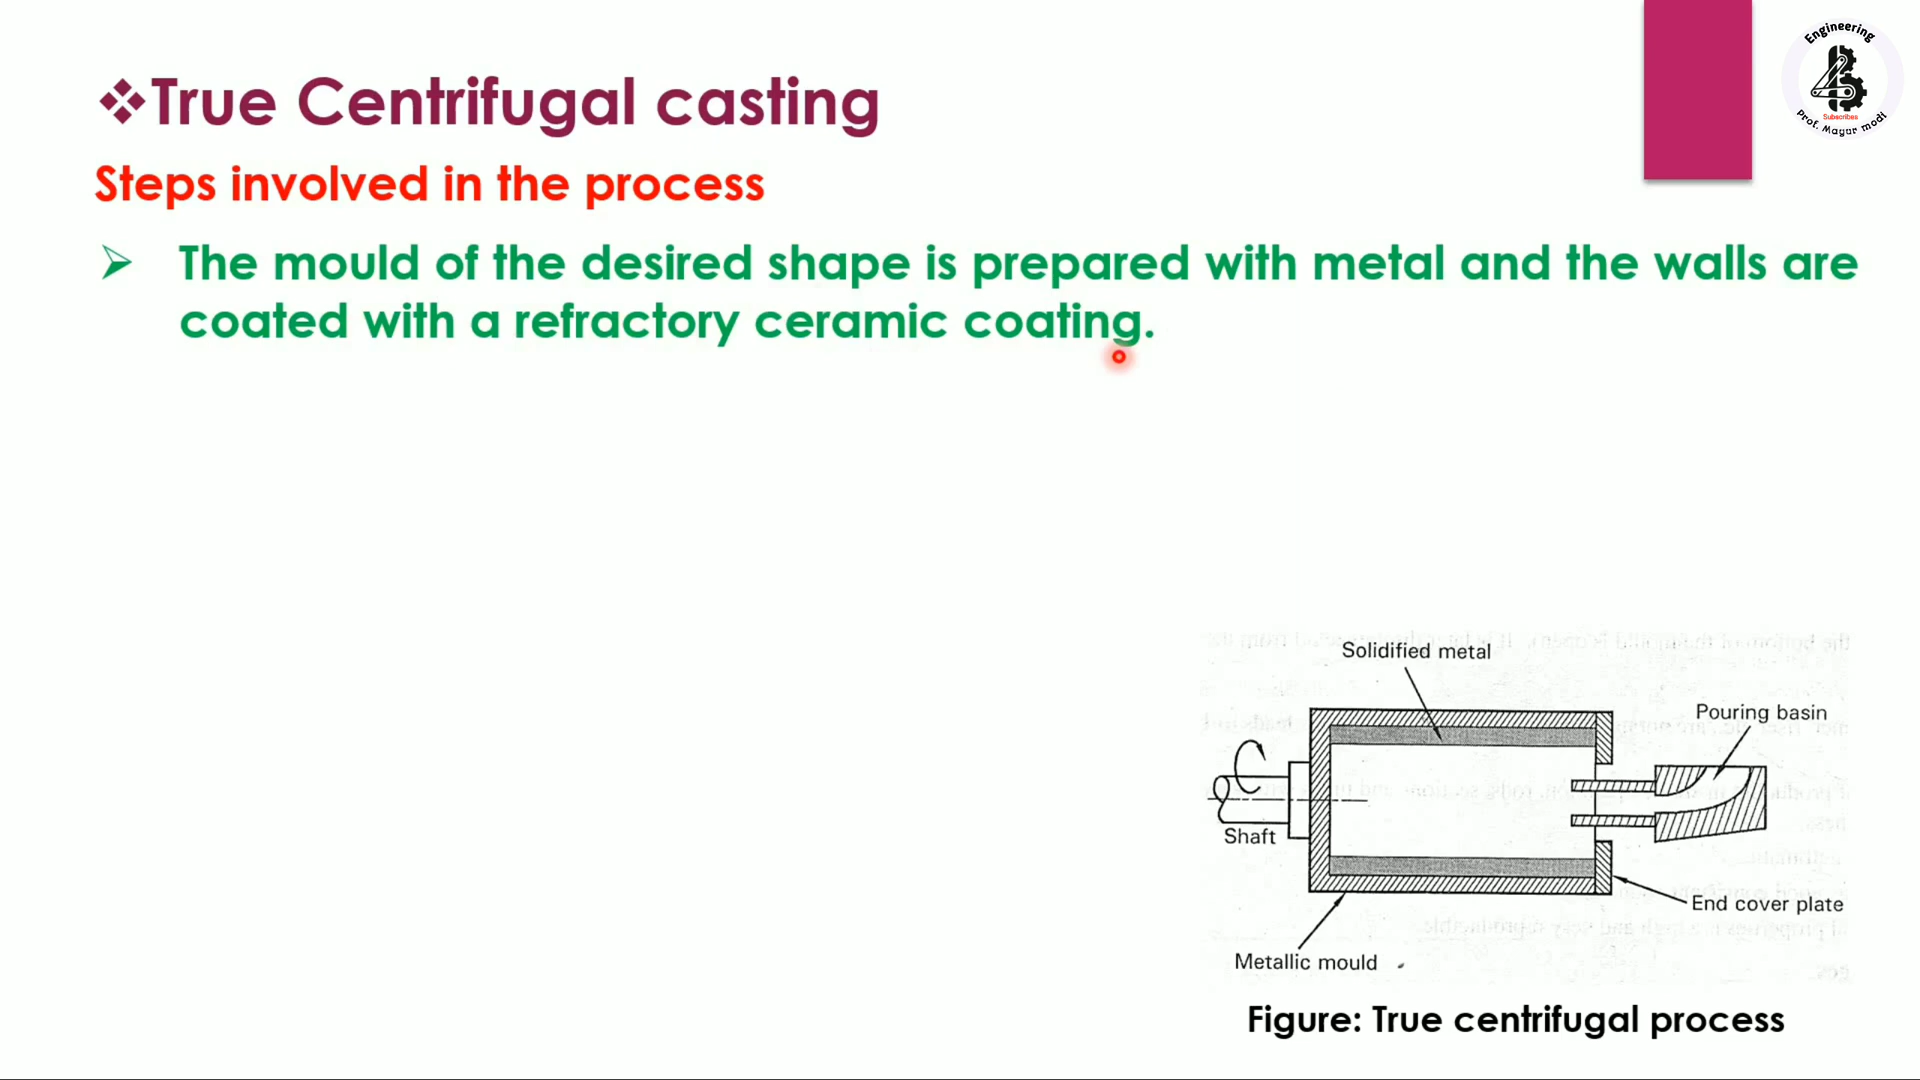 Engineering
Subscribes
Prof. Mayur modi
❖True Centrifugal casting
Steps involved in the process
➢ The mould of the desired shape is prepared with metal and the walls are
coated with a refractory ceramic coating.
Solidified metal
Pouring basin
Shaft
End cover plate
Metallic mould
Figure: True centrifugal process